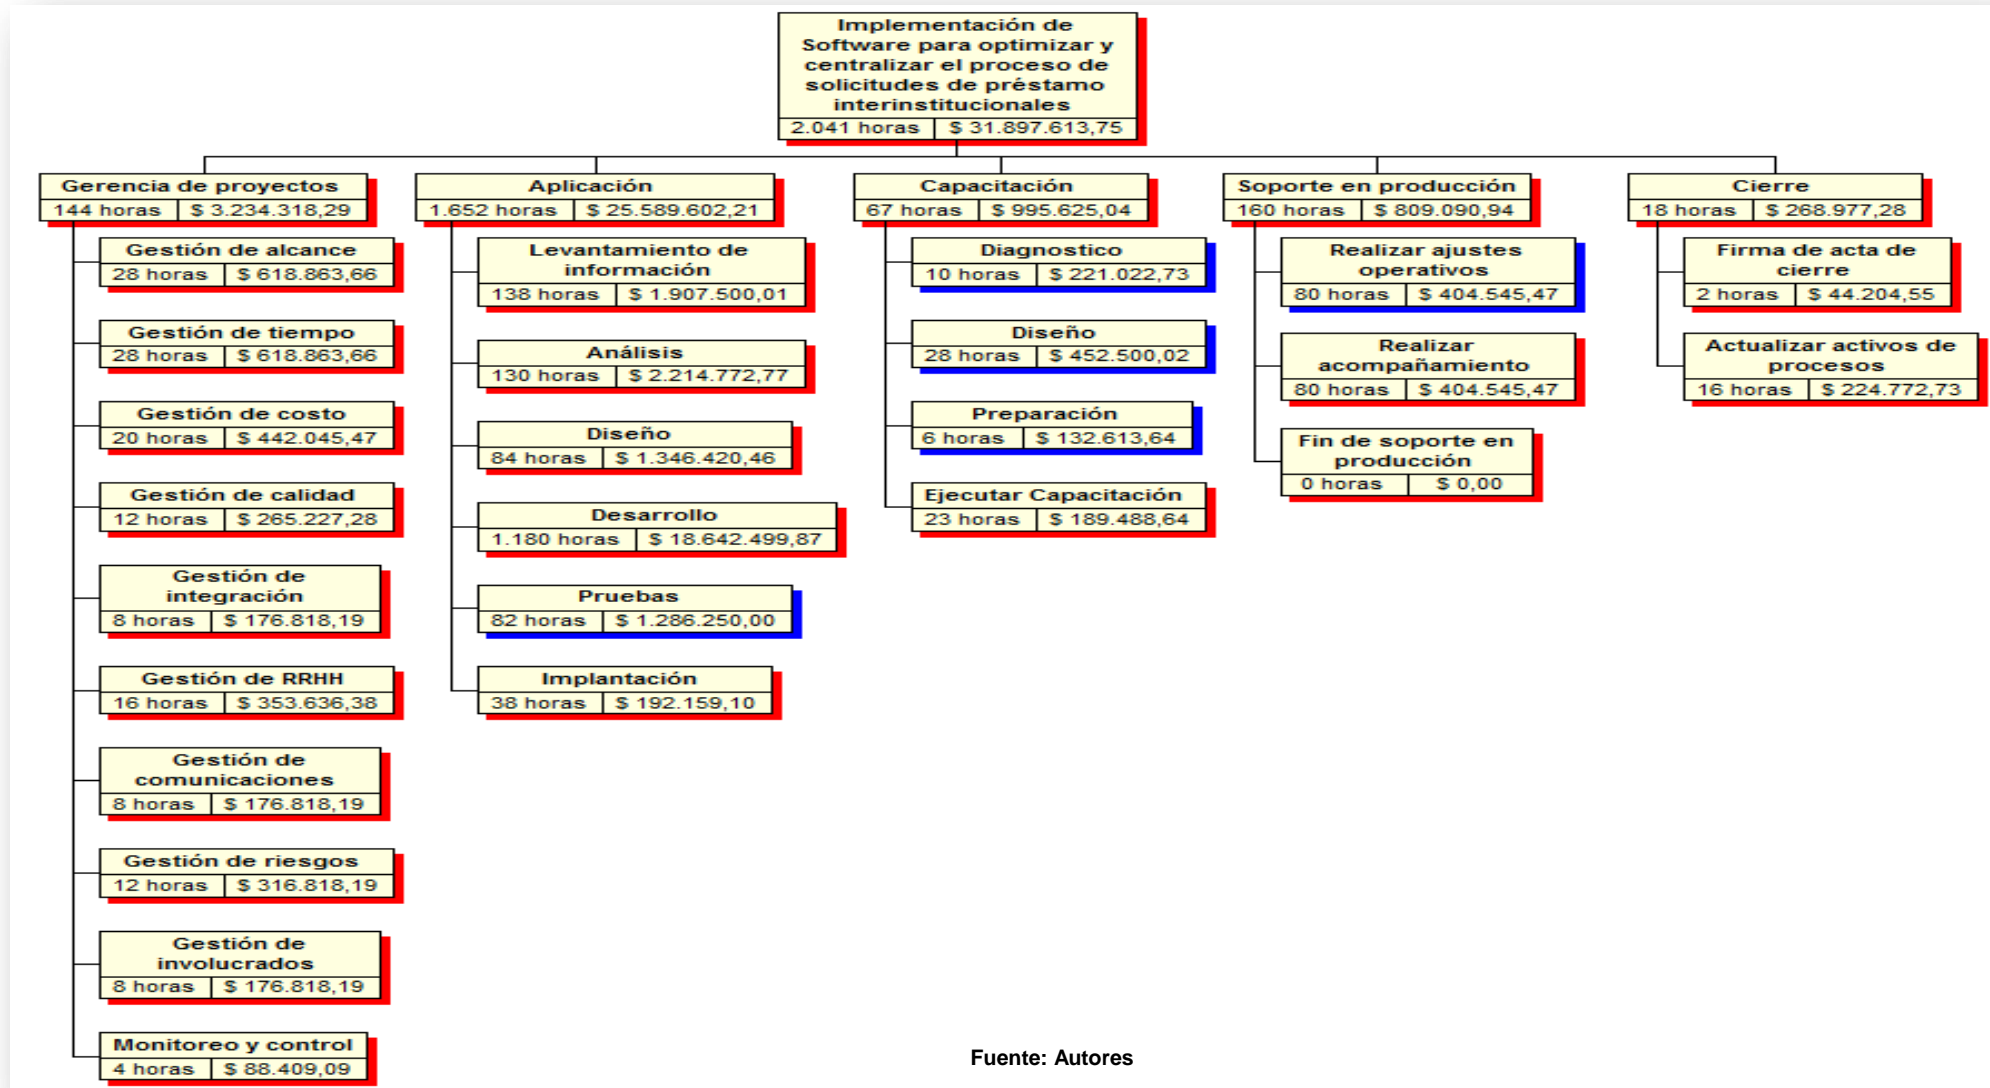 Implementación de
Software para optimizar y
centralizar el proceso de
solicitudes de préstamo
interinstitucionales
2.041 horas $ 31.897.613,75
Gerencia de proyectos
144 horas $ 3.234.318,29
Gestión de alcance
28 horas $ 618.863,66
Gestión de tiempo
28 horas $ 618.863,66
Gestión de costo
20 horas $ 442.045,47
Gestión de calidad
12 horas $ 265.227,28
Gestión de
integración
8 horas $ 176.818,19
Gestión de RRHH
16 horas $ 353.636,38
Gestión de
comunicaciones
8 horas $ 176.818,19
Gestión de riesgos
12 horas $ 316.818,19
Gestión de
involucrados
8 horas $ 176.818,19
Monitoreo y control
4 horas $ 88.409,09
Aplicación
1.652 horas $ 25.589.602,21
Levantamiento de
información
138 horas $ 1.907.500,01
Análisis
130 horas $ 2.214.772,77
Diseño
84 horas $ 1.346.420,46
Desarrollo
1.180 horas $ 18.642.499,87
Pruebas
82 horas $ 1.286.250,00
Implantación
38 horas $ 192.159,10
Capacitación
67 horas $ 995.625,04
Diagnostico
10 horas $ 221.022,73
Diseño
28 horas $ 452.500,02
Preparación
6 horas $ 132.613,64
Ejecutar Capacitación
23 horas $ 189.488,64
Soporte en producción
160 horas $ 809.090,94
Realizar ajustes
operativos
80 horas $ 404.545,47
Realizar
acompañamiento
80 horas $ 404.545,47
Fin de soporte en
producción
0 horas $ 0,00
Cierre
18 horas $ 268.977,28
Firma de acta de
cierre
2 horas $ 44.204,55
Actualizar activos de
procesos
16 horas $ 224.772,73
Fuente: Autores